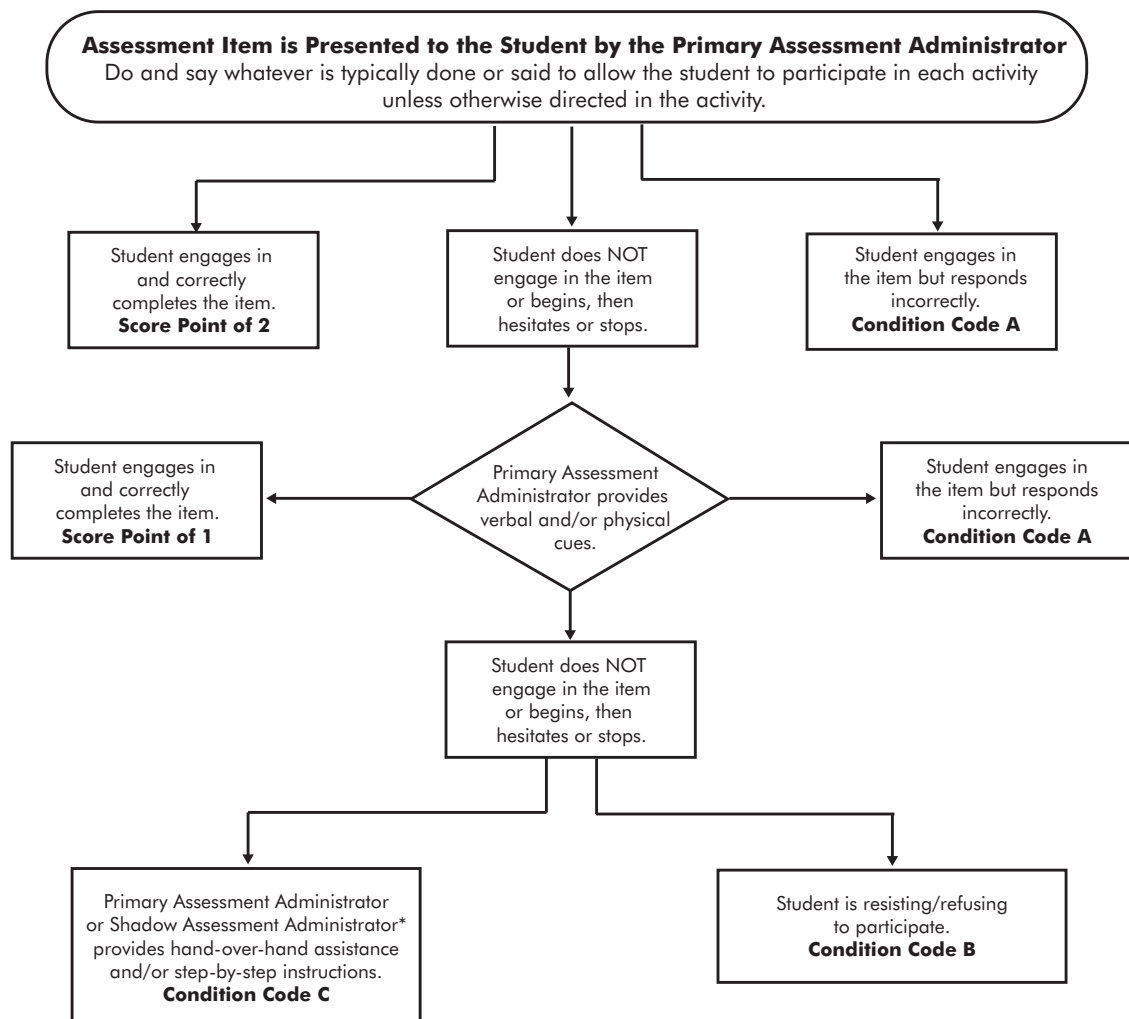 Assessment Item is Presented to the Student by the Primary Assessment Administrator
Do and say whatever is typically done or said to allow the student to participate in each activity
unless otherwise directed in the activity.
Student engages in
and correctly
completes the item.
Score Point of 2
Student does NOT
engage in the item
or begins, then
hesitates or stops.
Student engages in
the item but responds
incorrectly.
Condition Code A
Student engages in
and correctly
completes the item.
Score Point of 1
Primary Assessment
Administrator provides
verbal and/or physical
cues.
Student engages in
the item but responds
incorrectly.
Condition Code A
Student does NOT
engage in the item
or begins, then
hesitates or stops.
Primary Assessment Administrator
or Shadow Assessment Administrator*
provides hand-over-hand assistance
and/or step-by-step instructions.
Condition Code C
Student is resisting/refusing
to participate.
Condition Code B